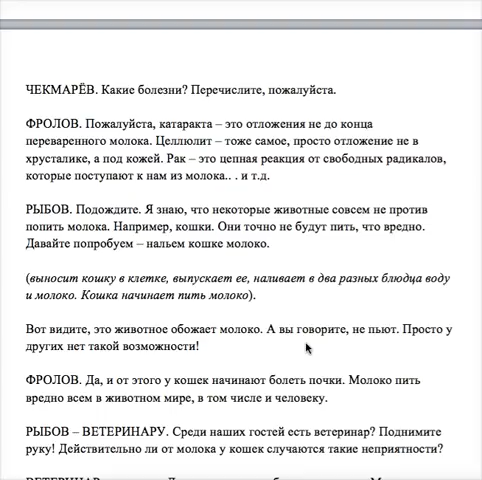 ЧЕКМАРЁВ. Какие болезни? Перечислите, пожалуйста.
ФРОЛОВ. Пожалуйста, катаракта – это отложения не до конца
переваренного молока. Целлюлит – тоже самое, просто отложение не в
хрусталике, а под кожей. Рак – это цепная реакция от свободных радикалов,
которые поступают к нам из молока.. . и т.д.
РЫБОВ. Подождите. Я знаю, что некоторые животные совсем не против
попить молока. Например, кошки. Они точно не будут пить, что вредно.
Давайте попробуем – нальем кошке молоко.
(выносит кошку в клетке, выпускает ее, наливает в два разных блюдца воду
и молоко. Кошка начинает пить молоко).
Вот видите, это животное обожает молоко. А вы говорите, не пьют. Просто у
других нет такой возможности!
ФРОЛОВ. Да, и от этого у кошек начинают болеть почки. Молоко пить
вредно всем в животном мире, в том числе и человеку.
РЫБОВ – ВЕТЕРИНАРУ. Среди наших гостей есть ветеринар? Поднимите
руку! Действительно ли от молока у кошек случаются такие неприятности?